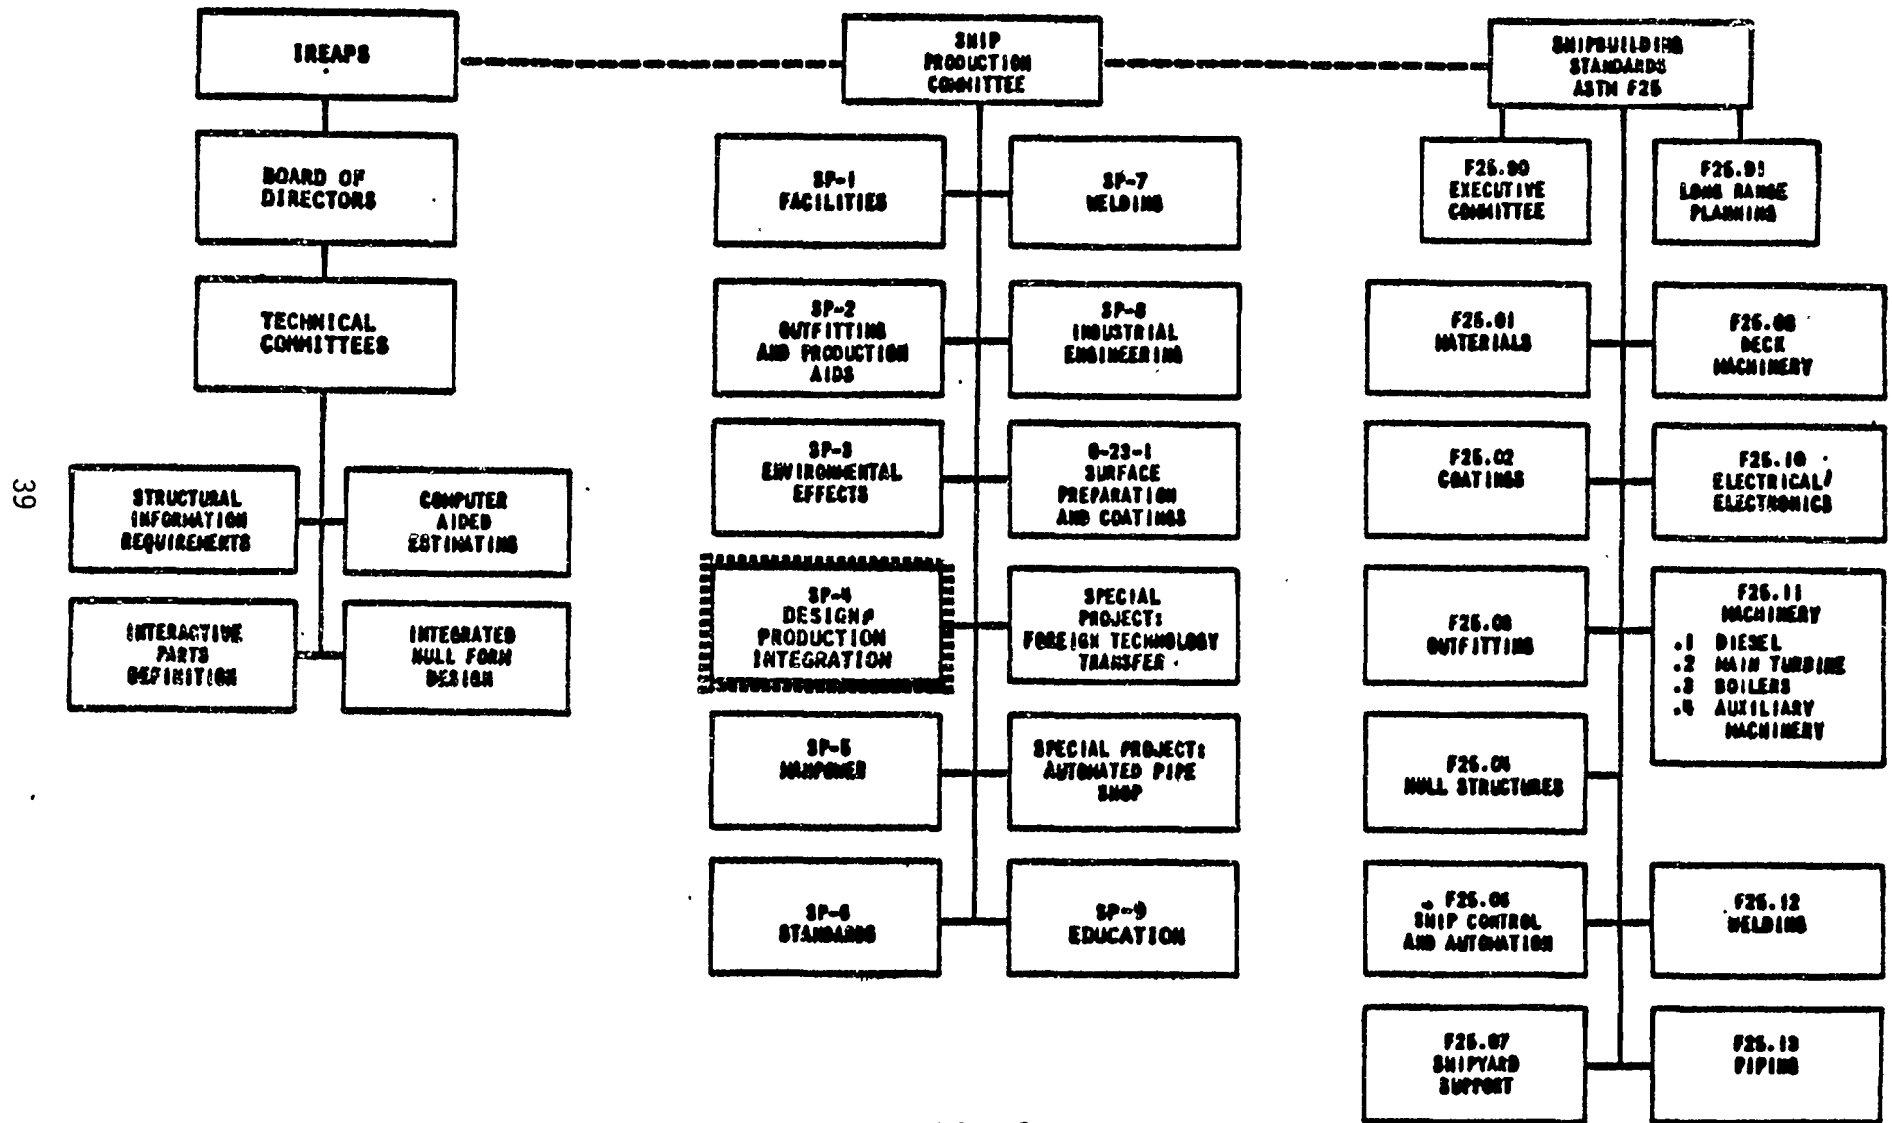 IREAPS
SHIP
PRODUCTION
COMMITTEE
SHIPBUILDING
STANDARDS
ASTM F25
BOARD OF
DIRECTORS
TECHNICAL
COMMITTEES
STRUCTURAL
INFORMATION
REQUIREMENTS
COMPUTER
AIDED
ESTIMATING
INTERACTIVE
PARTS
DEFINITION
INTEGRATED
HULL FORM
DESIGN
SP-1
FACILITIES
SP-7
WELDING
SP-2
OUTFITTING
AND PRODUCTION
AIDS
SP-8
INDUSTRIAL
ENGINEERING
SP-3
ENVIRONMENTAL
EFFECTS
0-23-1
SURFACE
PREPARATION
AND COATINGS
SP-4
DESIGN/
PRODUCTION
INTEGRATION
SPECIAL
PROJECT:
FOREIGN TECHNOLOGY
TRANSFER
SP-5
MANPOWER
SPECIAL PROJECT:
AUTOMATED PIPE
SHOP
SP-6
STANDARDS
SP-9
EDUCATION
F25.90
EXECUTIVE
COMMITTEE
F25.91
LONG RANGE
PLANNING
F25.01
MATERIALS
DECK
MACHINERY
F25.02
COATINGS
F25.10
ELECTRICAL/
ELECTRONICS
F25.03
OUTFITTING
F25.11
MACHINERY
.1 DIESEL
.2 MAIN TURBINE
.3 BOILERS
.4 AUXILIARY
MACHINERY
F25.04
HULL STRUCTURES
SHIP CONTROL
AND AUTOMATION
F25.12
WELDING
F25.07
SHIPYARD
SUPPORT
F25.13
PIPING
39